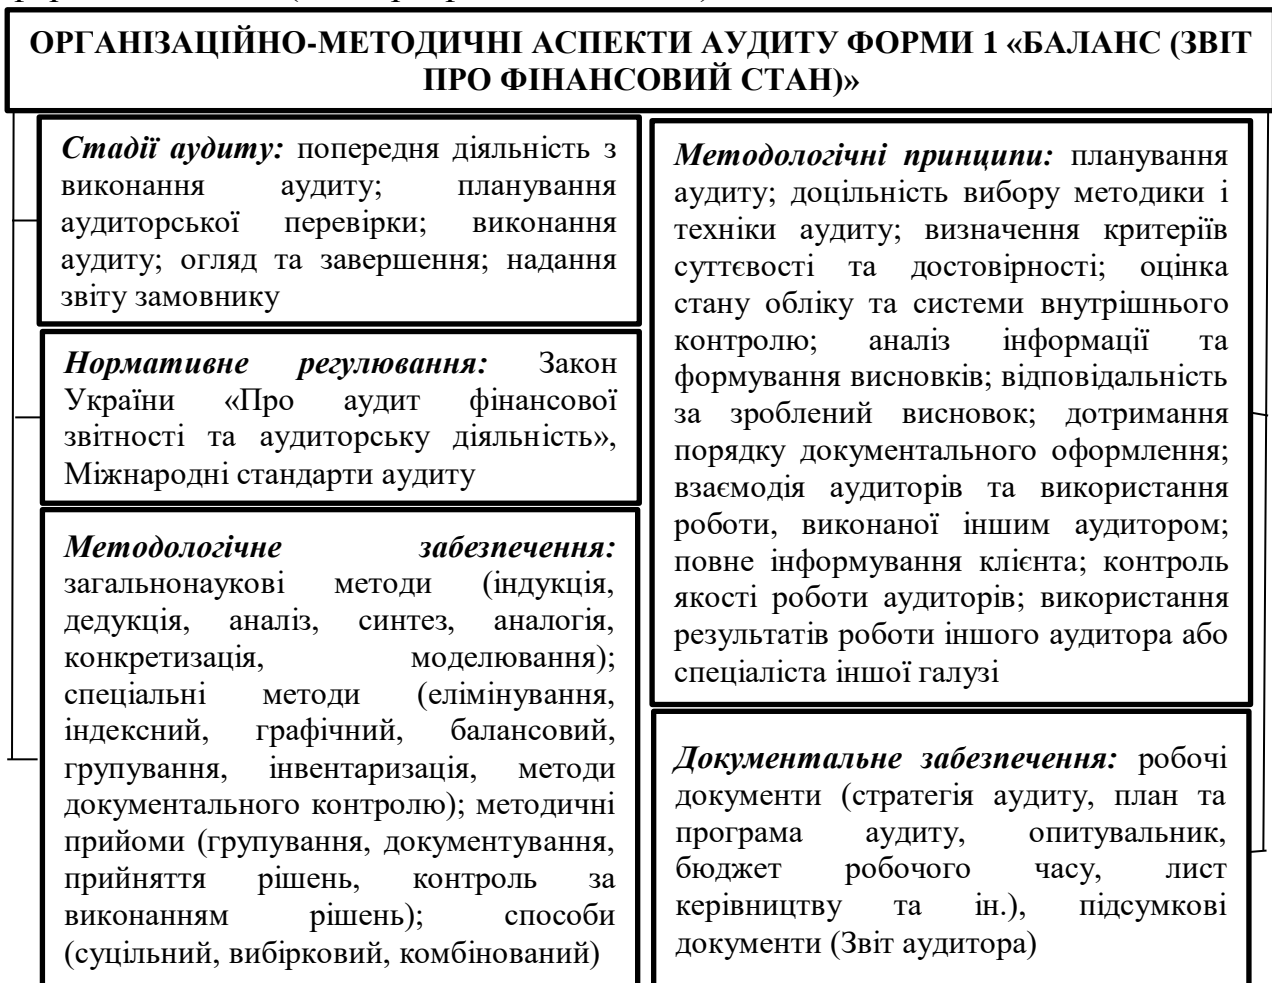 ОРГАНІЗАЦІЙНО-МЕТОДИЧНІ АСПЕКТИ АУДИТУ ФОРМИ 1 «БАЛАНС (ЗВІТ
ПРО ФІНАНСОВИЙ СТАН)»
Стадії аудиту: попередня діяльність з
виконання аудиту; планування
аудиторської перевірки; виконання
аудиту; огляд та завершення; надання
звіту замовнику
Нормативне регулювання: Закон
України «Про аудит фінансової
звітності та аудиторську діяльність»,
Міжнародні стандарти аудиту
Методологічне забезпечення:
загальнонаукові методи (індукція,
дедукція, аналіз, синтез, аналогія,
конкретизація, моделювання);
спеціальні методи (елімінування,
індексний, графічний, балансовий,
групування, інвентаризація, методи
документального контролю); методичні
прийоми (групування, документування,
прийняття рішень, контроль за
виконанням рішень); способи
(суцільний, вибірковий, комбінований)
Методологічні принципи: планування
аудиту; доцільність вибору методики і
техніки аудиту; визначення критеріїв
суттєвості та достовірності; оцінка
стану обліку та системи внутрішнього
контролю; аналіз інформації та
формування висновків; відповідальність
за зроблений висновок; дотримання
порядку документального оформлення;
взаємодія аудиторів та використання
роботи, виконаної іншим аудитором;
повне інформування клієнта; контроль
якості роботи аудиторів; використання
результатів роботи іншого аудитора або
спеціаліста іншої галузі
Документальне забезпечення: робочі
документи (стратегія аудиту, план та
програма аудиту, опитувальник,
бюджет робочого часу, лист
керівництву та ін.), підсумкові
документи (Звіт аудитора)